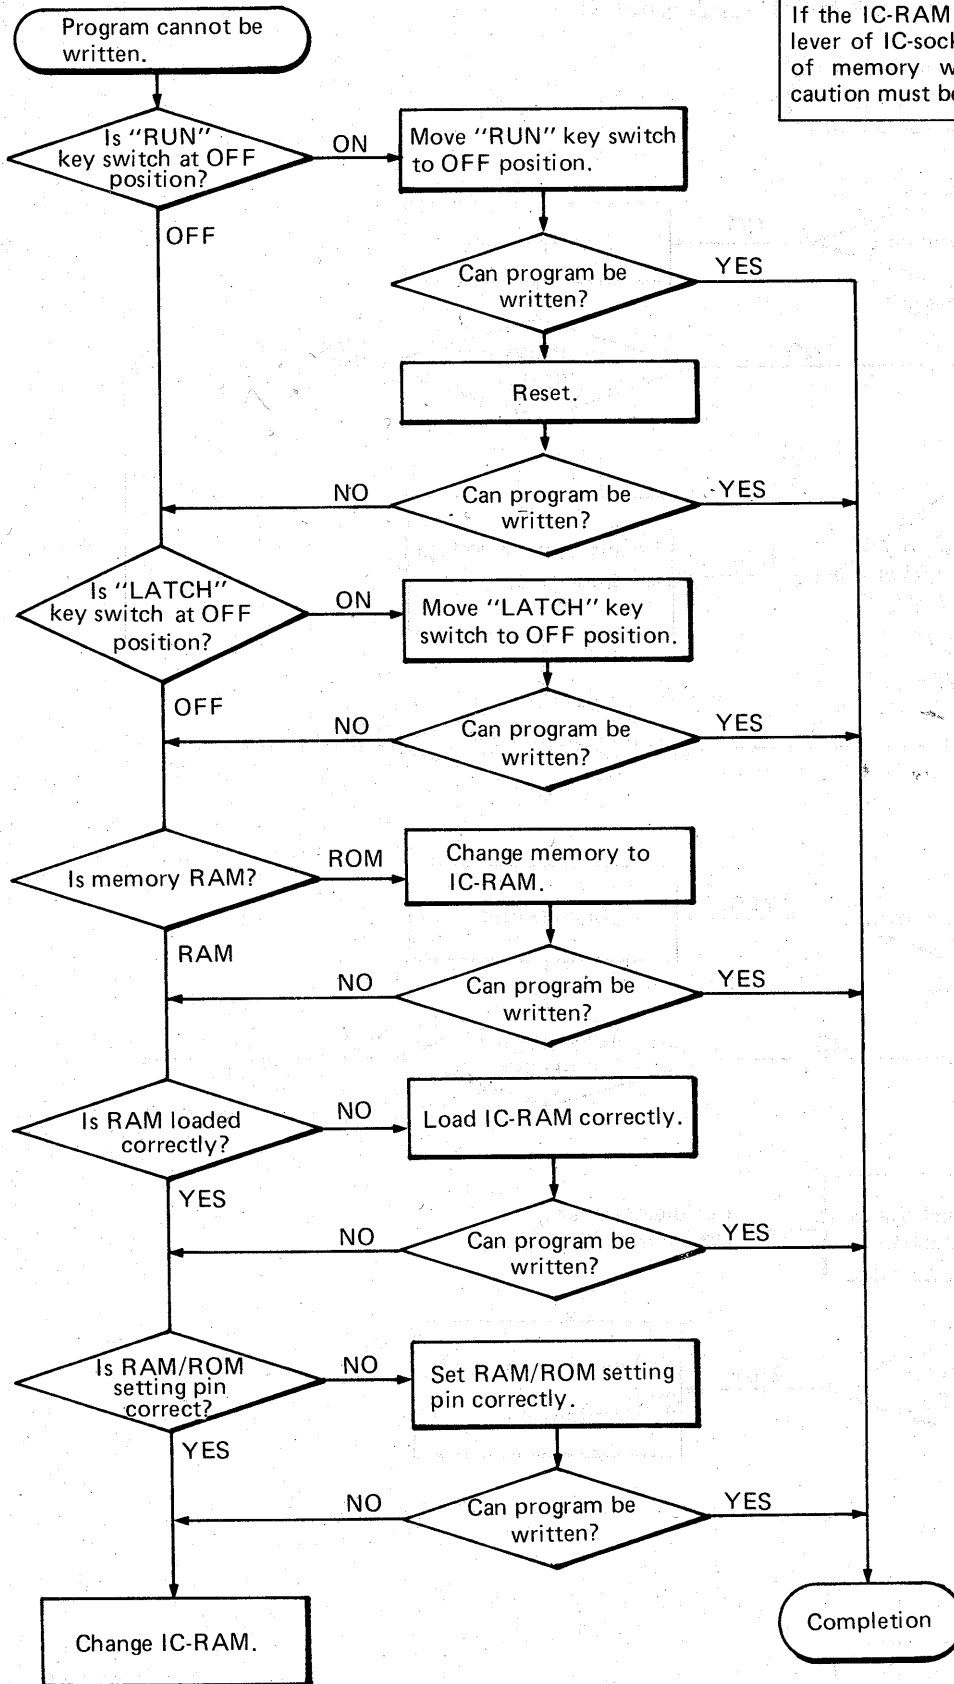 Program cannot be
written.
If the IC-RAM
lever of IC-sock
of memory w
caution must be
Is "RUN"
key switch at OFF
position?
ON
Move "RUN" key switch
to OFF position.
OFF
Can program be
written?
YES
Reset.
Can program be
written?
NO
YES
Is "LATCH"
key switch at OFF
position?
ON
Move "LATCH" key
switch to OFF position.
OFF
Can program be
written?
NO
YES
Is memory RAM?
ROM
Change memory to
IC-RAM.
RAM
Can program be
written?
NO
YES
Is RAM loaded
correctly?
NO
Load IC-RAM correctly.
YES
Can program be
written?
NO
YES
Is RAM/ROM
setting pin
correct?
NO
Set RAM/ROM setting
pin correctly.
YES
Can program be
written?
NO
YES
Change IC-RAM.
Completion